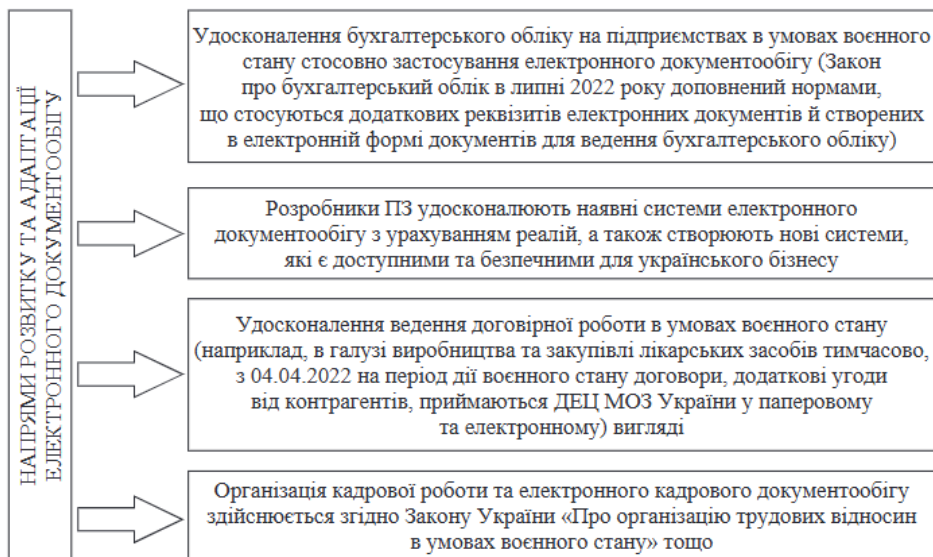 НАПРЯМИ РОЗВИТКУ ТА АДАПТАЦІЇ
ЕЛЕКТРОННОГО ДОКУМЕНТООБІГУ
Удосконалення бухгалтерського обліку на підприємствах в умовах воєнного
стану стосовно застосування електронного документообігу (Закон
про бухгалтерський облік в липні 2022 року доповнений нормами,
що стосуються додаткових реквізитів електронних документів й створених
в електронній формі документів для ведення бухгалтерського обліку)
Розробники ПЗ удосконалюють наявні системи електронного
документообігу з урахуванням реалій, а також створюють нові системи,
які є доступними та безпечними для українського бізнесу
Удосконалення ведення договірної роботи в умовах воєнного стану
(наприклад, в галузі виробництва та закупівлі лікарських засобів тимчасово,
з 04.04.2022 на період дії воєнного стану договори, додаткові угоди
від контрагентів, приймаються ДЕЦ МОЗ України у паперовому
та електронному) вигляді
Організація кадрової роботи та електронного кадрового документообігу
здійснюється згідно Закону України «Про організацію трудових відносин
в умовах воєнного стану» тощо